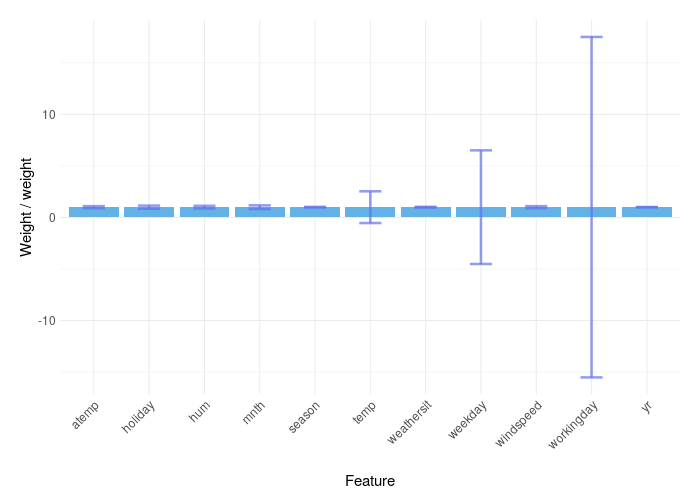 10
0
-10
Weight / weight
atemp
holiday
hum
mnth
season
temp
weathersit
weekday
windspeed
workingday
yr
Feature